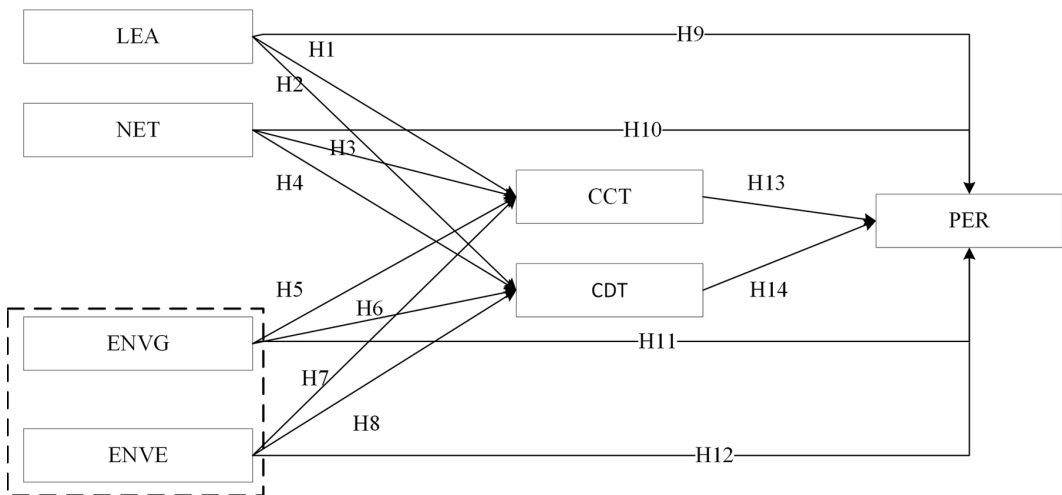 LEA
H9
H1
H2
NET
H10
H3
H4
CCT
H13
PER
CDT
H14
H5
H6
ENVG
H11
H7
H8
ENVE
H12